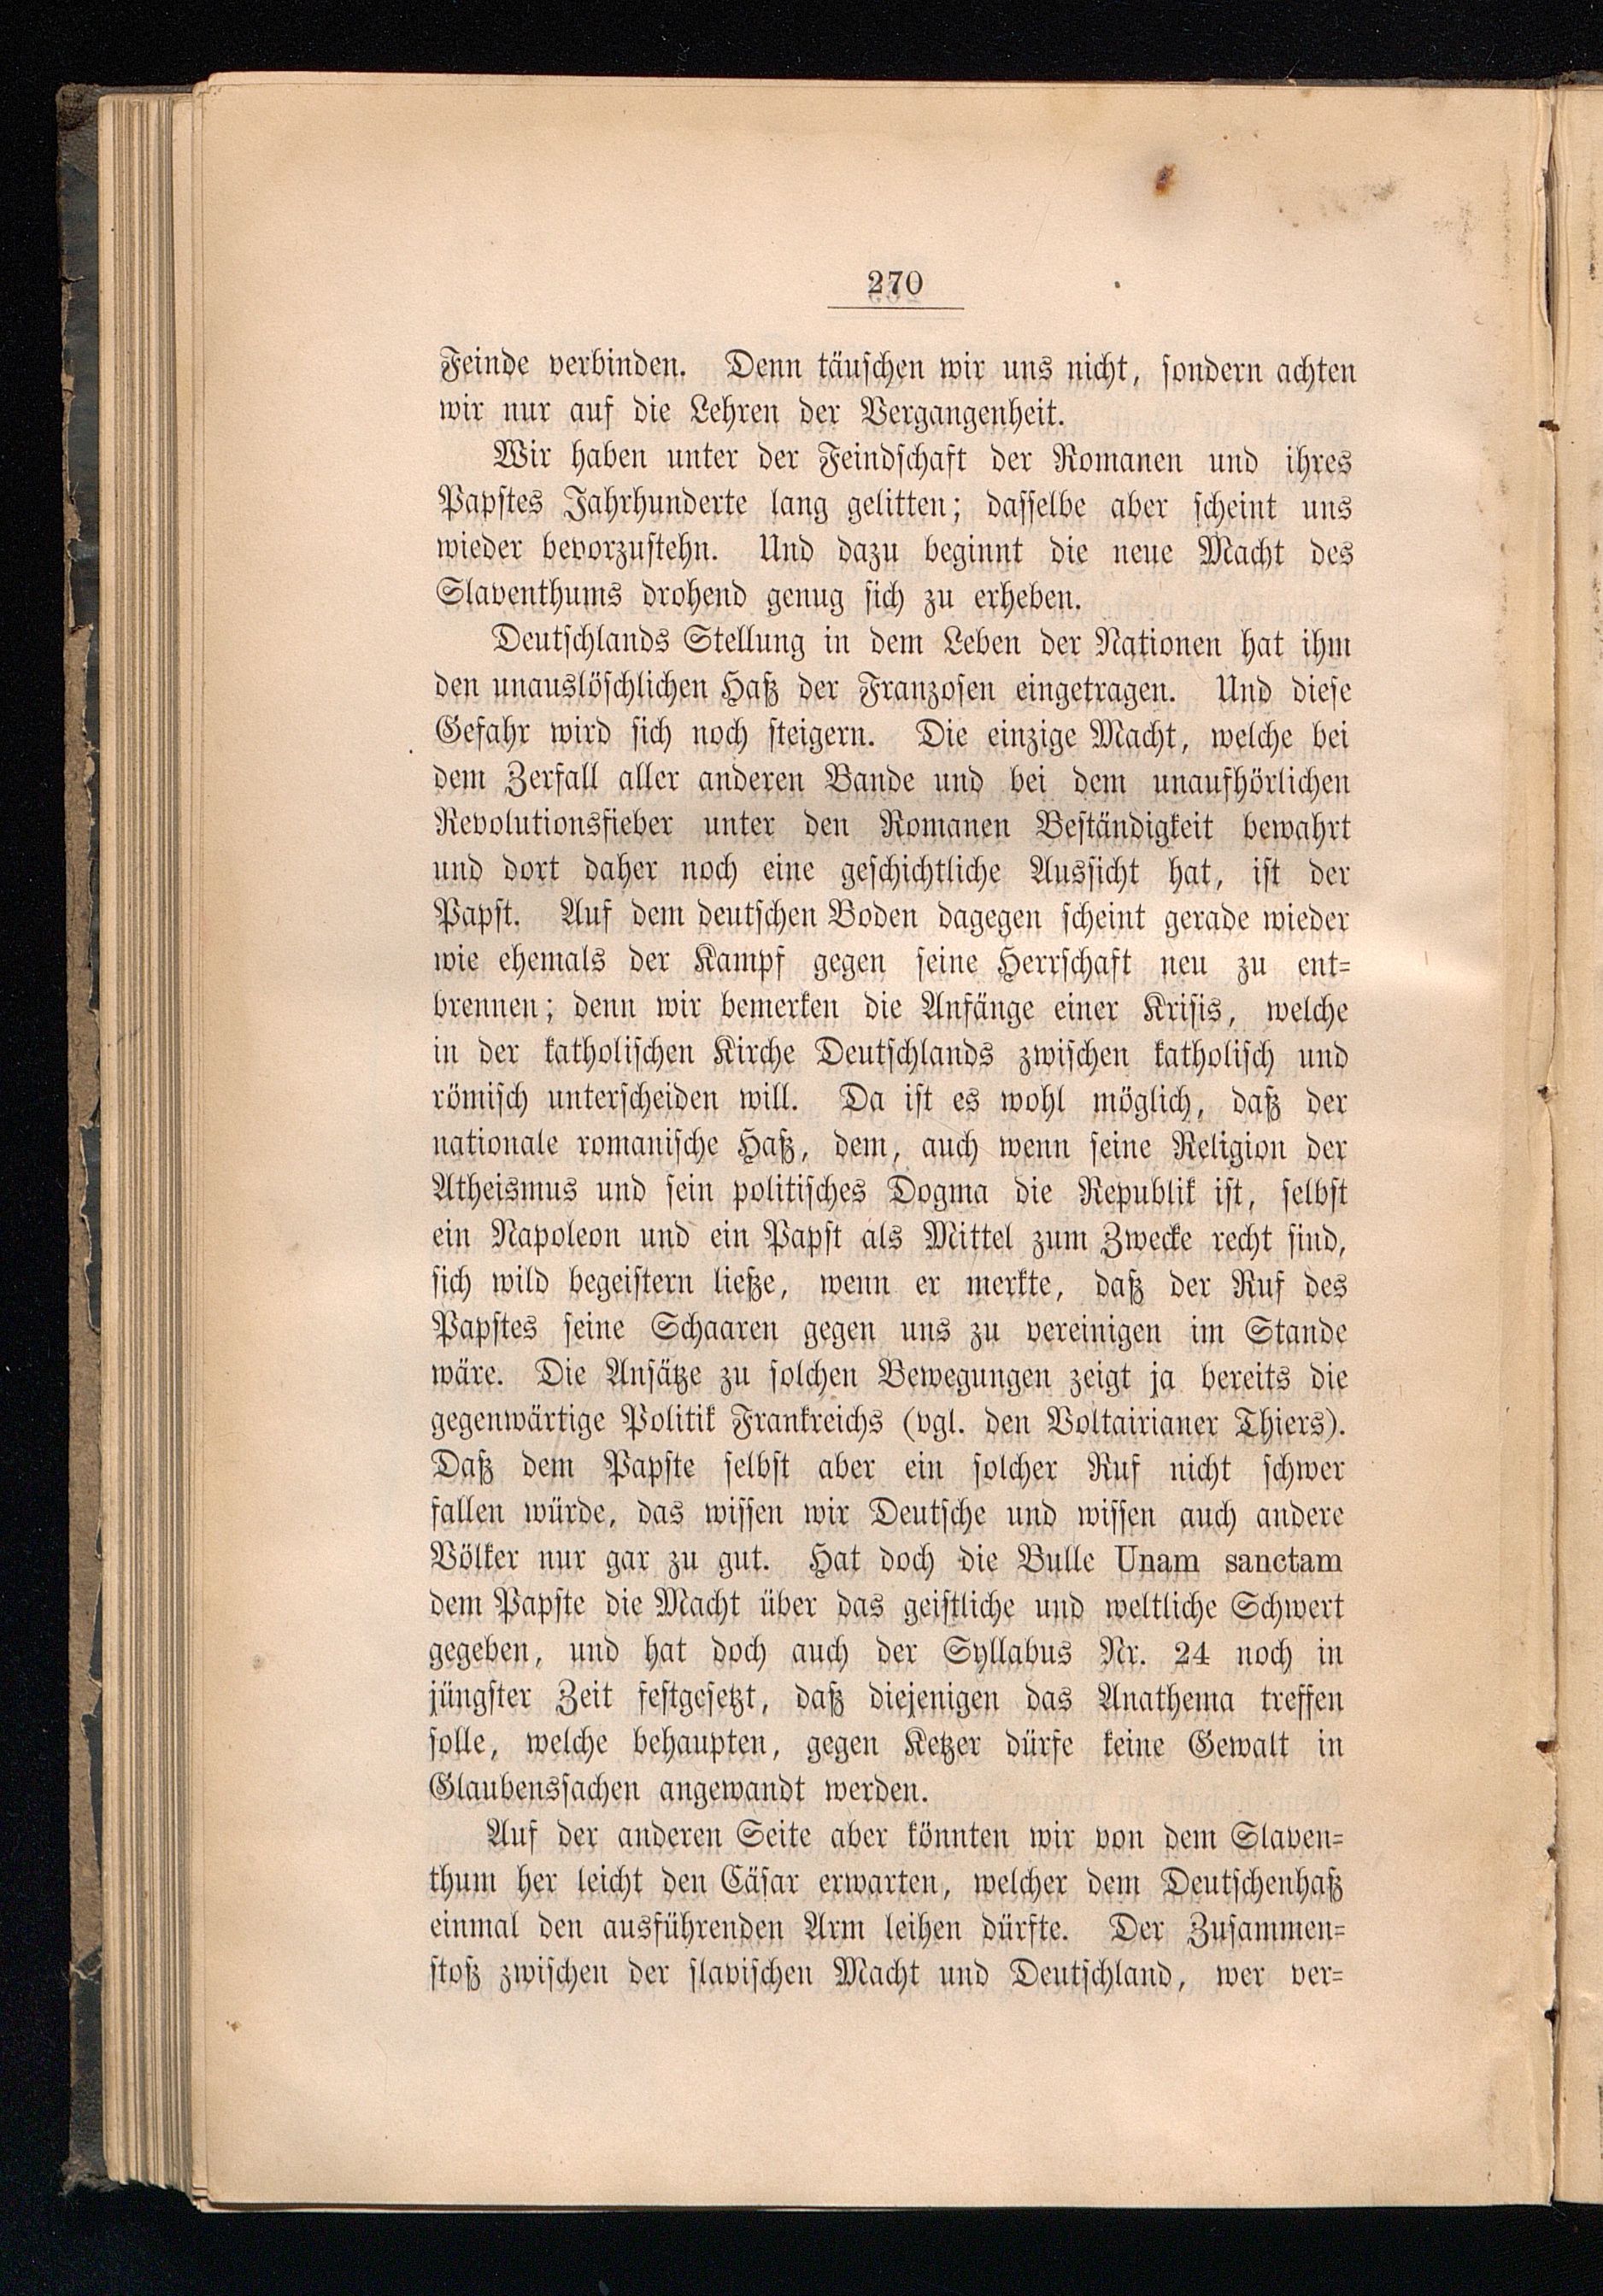 270
Feinde verbinden. Denn täuschen wir uns nicht, sondern achten
wir nur auf die Lehren der Vergangenheit.
Wir haben unter der Feindschaft der Romanen und ihres
Papstes Jahrhunderte lang gelitten; dasselbe aber scheint uns
wieder bevorzustehn. Und dazu beginnt die neue Macht des
Slaventhums drohend genug sich zu erheben.
Deutschlands Stellung in dem Leben der Nationen hat ihm
den unauslöschlichen Haß der Franzosen eingetragen. Und diese
Gefahr wird sich noch steigern. Die einzige Macht, welche bei
dem Zerfall aller anderen Bande und bei dem unaufhörlichen
Revolutionsfieber unter den Romanen Beständigkeit bewahrt
und dort daher noch eine geschichtliche Aussicht hat, ist der
Papst. Auf dem deutschen Boden dagegen scheint gerade wieder
wie ehemals der Kampf gegen seine Herrschaft neu zu ent-
brennen; denn wir bemerken die Anfänge einer Krisis, welche
in der katholischen Kirche Deutschlands zwischen katholisch und
römisch unterscheiden will. Da ist es wohl möglich, daß der
nationale romanische Haß, dem, auch wenn seine Religion der
Atheismus und sein politisches Dogma die Republik ist, selbst
ein Napoleon und ein Papst als Mittel zum Zwecke recht sind,
sich wild begeistern ließe, wenn er merkte, daß der Ruf des
Papstes seine Schaaren gegen uns zu vereinigen im Stande
wäre. Die Ansätze zu solchen Bewegungen zeigt ja bereits die
gegenwärtige Politik Frankreichs (vgl. den Voltairianer Thiers).
Daß dem Papste selbst aber ein solcher Ruf nicht schwer
fallen würde, das wissen wir Deutsche und wissen auch andere
Völker nur gar zu gut. Hat doch die Bulle Unam sanctam
dem Papste die Macht über das geistliche und weltliche Schwert
gegeben, und hat doch auch der Syllabus Nr. 24 noch in
jüngster Zeit festgesetzt, daß diejenigen das Anathema treffen
solle, welche behaupten, gegen Ketzer dürfe keine Gewalt in
Glaubenssachen angewandt werden.
Auf der anderen Seite aber könnten wir von dem Slaven-
thum her leicht den Cäsar erwarten, welcher dem Deutschenhaß
einmal den ausführenden Arm leihen dürfte. Der Zusammen-
stoß zwischen der slavischen Macht und Deutschland, wer ver-